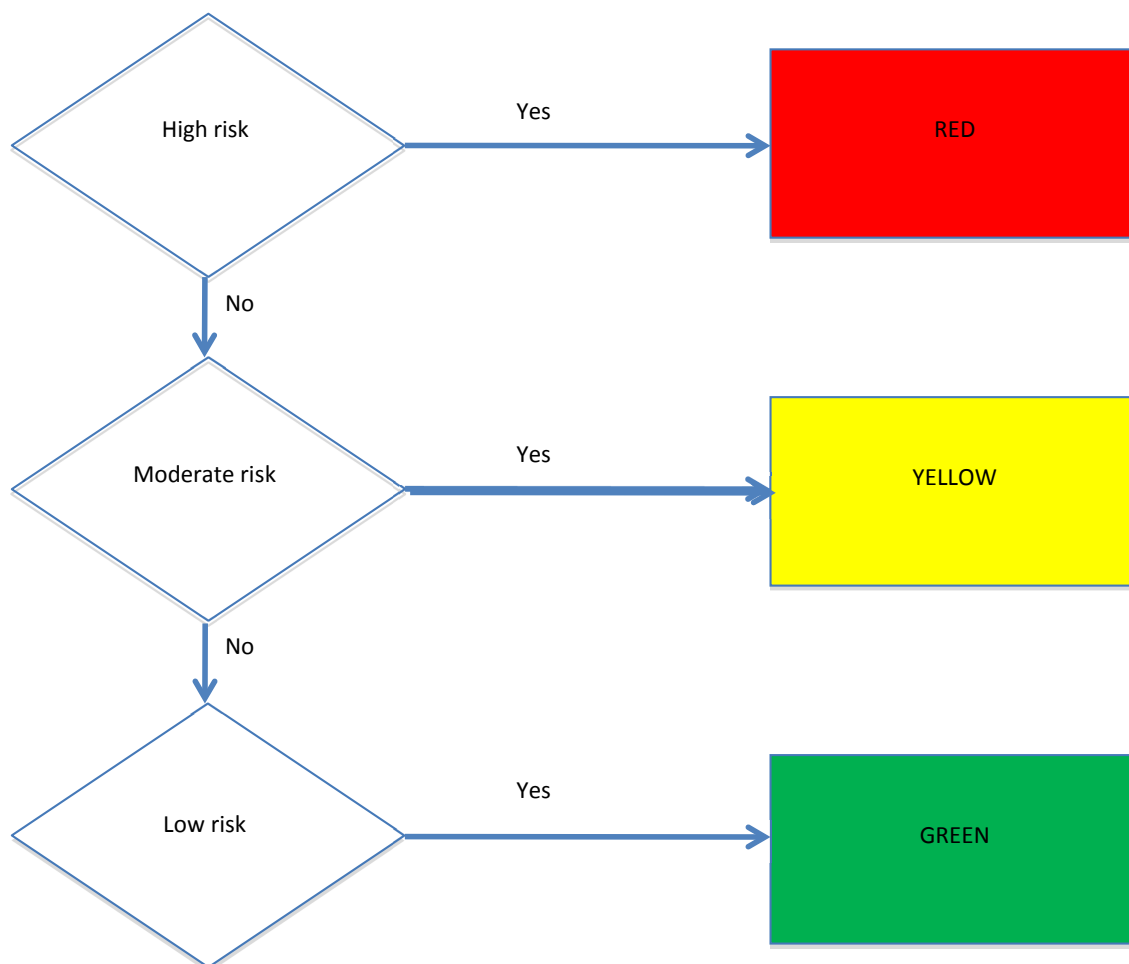 High risk
Yes
RED
No
Moderate risk
Yes
YELLOW
No
Low risk
Yes
GREEN